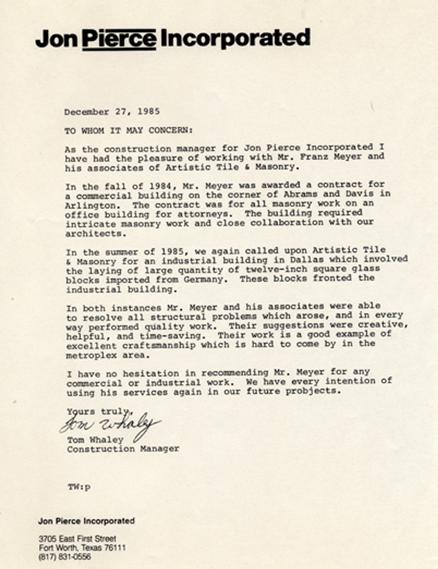 Jon Pierce Incorporated
December 27, 1985
TO WHOM IT MAY CONCERN:
As the construction manager for Jon Pierce Incorporated I
have had the pleasure of working with Mr. Franz Meyer and
his associates of Artistic Tile & Masonry.
In the fall of 1984, Mr. Meyer was awarded a contract for
a commercial building on the corner of Abrams and Davis in
Arlington. The contract was for all masonry work on an
office building for attorneys. The building required
intricate masonry work and close collaboration with our
architects.
In the summer of 1985, we again called upon Artistic Tile
& Masonry for an industrial building in Dallas which involved
the laying of large quantity of twelve-inch square glass
blocks imported from Germany. These blocks fronted the
industrial building.
In both instances Mr. Meyer and his associates were able
to resolve all structural problems which arose, and in every
way performed quality work. Their suggestions were creative,
helpful, and time-saving. Their work is a good example of
excellent craftsmanship which is hard to come by in the
metroplex area.
I have no hesitation in recommending Mr. Meyer for any
commercial or industrial work. We have every intention of
using his services again in our future probjects.
Yours truly,
Tom Whaley
Tom Whaley
Construction Manager
TW:p
Jon Pierce Incorporated
3705 East First Street
Fort Worth, Texas 76111
(817) 831-0556